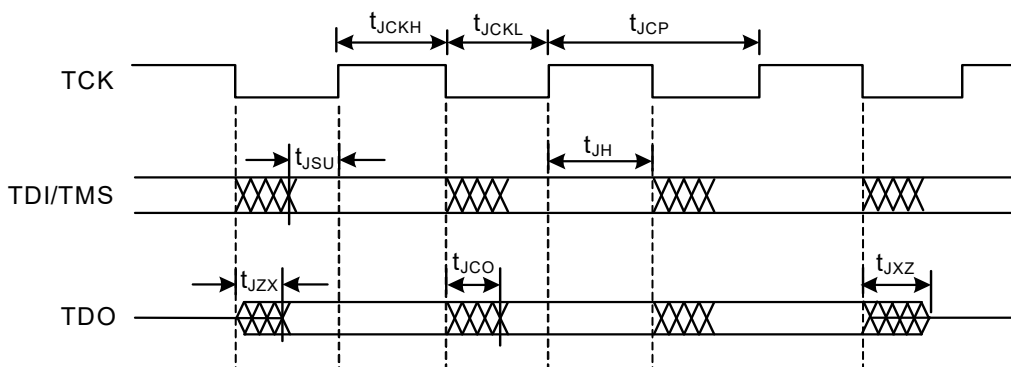 tJCKH tJCKL tJCP
TCK
tJSU tJH
TDI/TMS
tJZX tJCO tJXZ
TDO